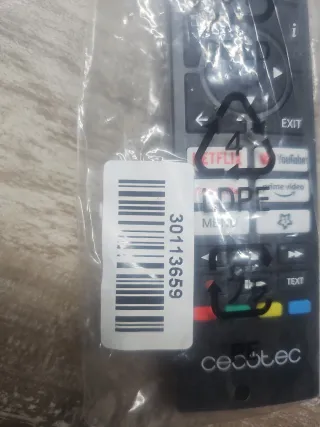 i
EXIT
4
NETFLIX
YouTube
LDPE
prime video
MENU
30113659
TEXT
cecotec